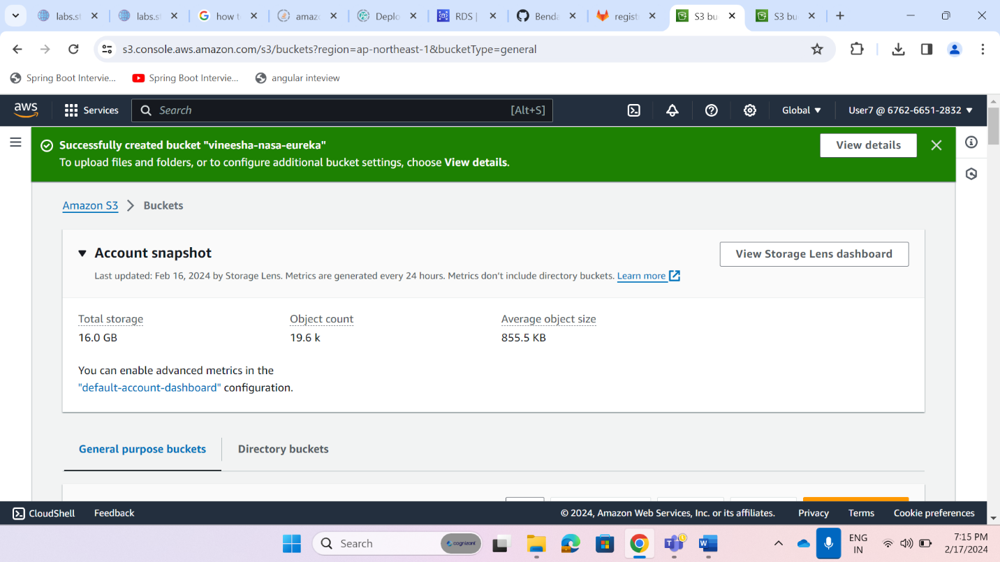 labs.st
labs.st
how t
amazo
Deplo
RDS |
Benda
regist
S3 bu
S3 bu
s3.console.aws.amazon.com/s3/buckets?region=ap-northeast-1&bucketType=general
Spring Boot Intervie...
Spring Boot Intervie...
angular inteview
aws
Services
Search
[Alt+S]
Global
User7 @ 6762-6651-2832
Successfully created bucket "vineesha-nasa-eureka"
To upload files and folders, or to configure additional bucket settings, choose View details.
View details
Amazon S3
Buckets
Account snapshot
View Storage Lens dashboard
Last updated: Feb 16, 2024 by Storage Lens. Metrics are generated every 24 hours. Metrics don't include directory buckets. Learn more
Total storage
Object count
Average object size
16.0 GB
19.6 k
855.5 KB
You can enable advanced metrics in the
"default-account-dashboard" configuration.
General purpose buckets
Directory buckets
CloudShell
Feedback
© 2024, Amazon Web Services, Inc. or its affiliates.
Privacy
Terms
Cookie preferences
Search
cognizant
ENG
IN
7:15 PM
2/17/2024